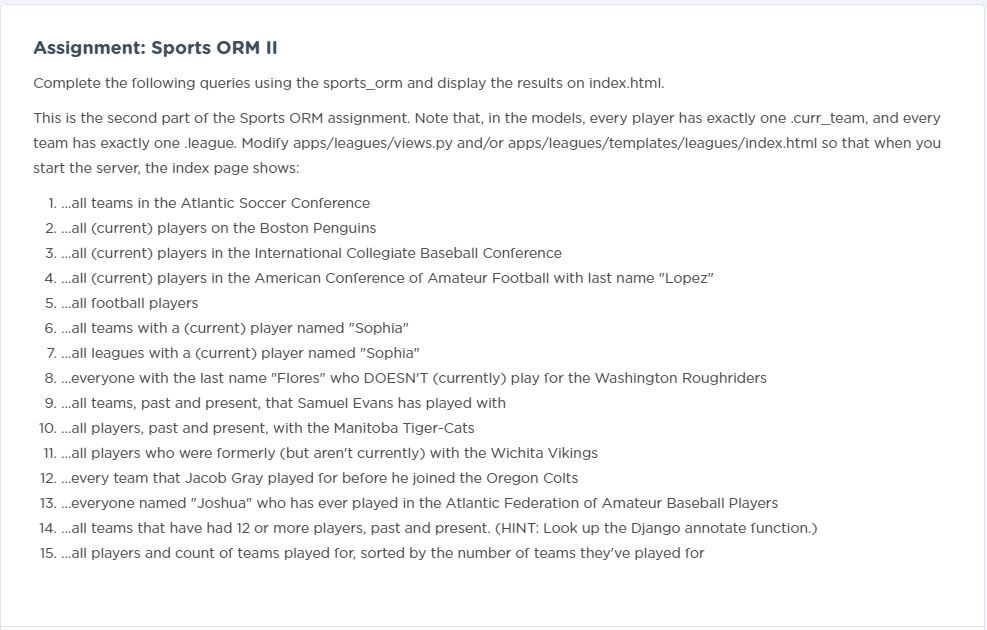 Assignment: Sports ORM II
Complete the following queries using the sports_orm and display the results on index.html.
This is the second part of the Sports ORM assignment. Note that, in the models, every player has exactly one .curr_team, and every
team has exactly one .league. Modify apps/leagues/views.py and/or apps/leagues/templates/leagues/index.html so that when you
start the server, the index page shows:
1. ...all teams in the Atlantic Soccer Conference
2. ...all (current) players on the Boston Penguins
3. ...all (current) players in the International Collegiate Baseball Conference
4. ...all (current) players in the American Conference of Amateur Football with last name "Lopez"
5. ...all football players
6. ...all teams with a (current) player named "Sophia"
7. ...all leagues with a (current) player named "Sophia"
8. ...everyone with the last name "Flores" who DOESN'T (currently) play for the Washington Roughriders
9. ...all teams, past and present, that Samuel Evans has played with
10. ...all players, past and present, with the Manitoba Tiger-Cats
11. ...all players who were formerly (but aren't currently) with the Wichita Vikings
12. ...every team that Jacob Gray played for before he joined the Oregon Colts
13. ...everyone named "Joshua" who has ever played in the Atlantic Federation of Amateur Baseball Players
14. ...all teams that have had 12 or more players, past and present. (HINT: Look up the Django annotate function.)
15. ...all players and count of teams played for, sorted by the number of teams they've played for